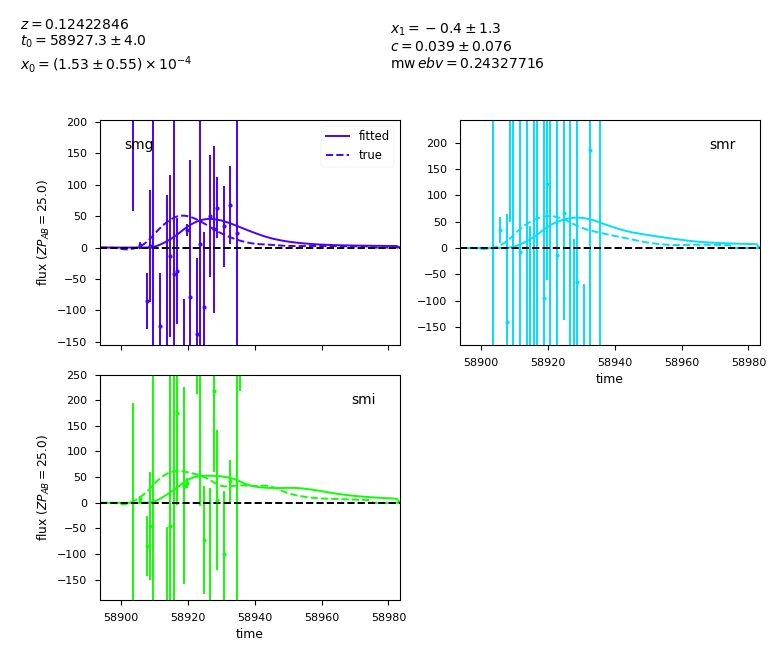 z = 0.12422846
t₀ = 58927.3 ± 4.0
x₀ = (1.53 ± 0.55) × 10⁻⁴
x₁ = −0.4 ± 1.3
c = 0.039 ± 0.076
mw ebv = 0.24327716
smg
fitted
true
200
150
100
50
0
−50
−100
−150
flux (ZP_AB = 25.0)
smr
200
150
100
50
0
−50
−100
−150
58900 58920 58940 58960 58980
time
smi
250
200
150
100
50
0
−50
−100
−150
flux (ZP_AB = 25.0)
58900 58920 58940 58960 58980
time